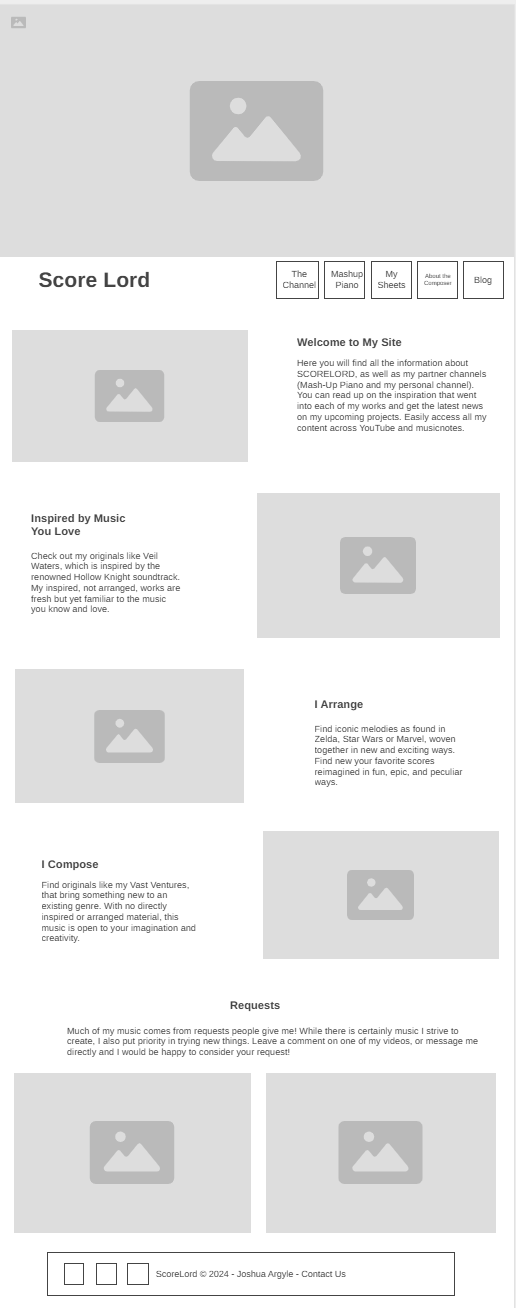 Score Lord
The
Channel
Mashup
Piano
My
Sheets
About the
Composer
Blog
Welcome to My Site
Here you will find all the information about
SCORELORD, as well as my partner channels
(Mash-Up Piano and my personal channel).
You can read up on the inspiration that went
into each of my works and get the latest news
on my upcoming projects. Easily access all my
content across YouTube and musicnotes.
Inspired by Music
You Love
Check out my originals like Veil
Waters, which is inspired by the
renowned Hollow Knight soundtrack.
My inspired, not arranged, works are
fresh but yet familiar to the music
you know and love.
I Arrange
Find iconic melodies as found in
Zelda, Star Wars or Marvel, woven
together in new and exciting ways.
Find new your favorite scores
reimagined in fun, epic, and peculiar
ways.
I Compose
Find originals like my Vast Ventures,
that bring something new to an
existing genre. With no directly
inspired or arranged material, this
music is open to your imagination and
creativity.
Requests
Much of my music comes from requests people give me! While there is certainly music I strive to
create, I also put priority in trying new things. Leave a comment on one of my videos, or message me
directly and I would be happy to consider your request!
ScoreLord © 2024 - Joshua Argyle - Contact Us